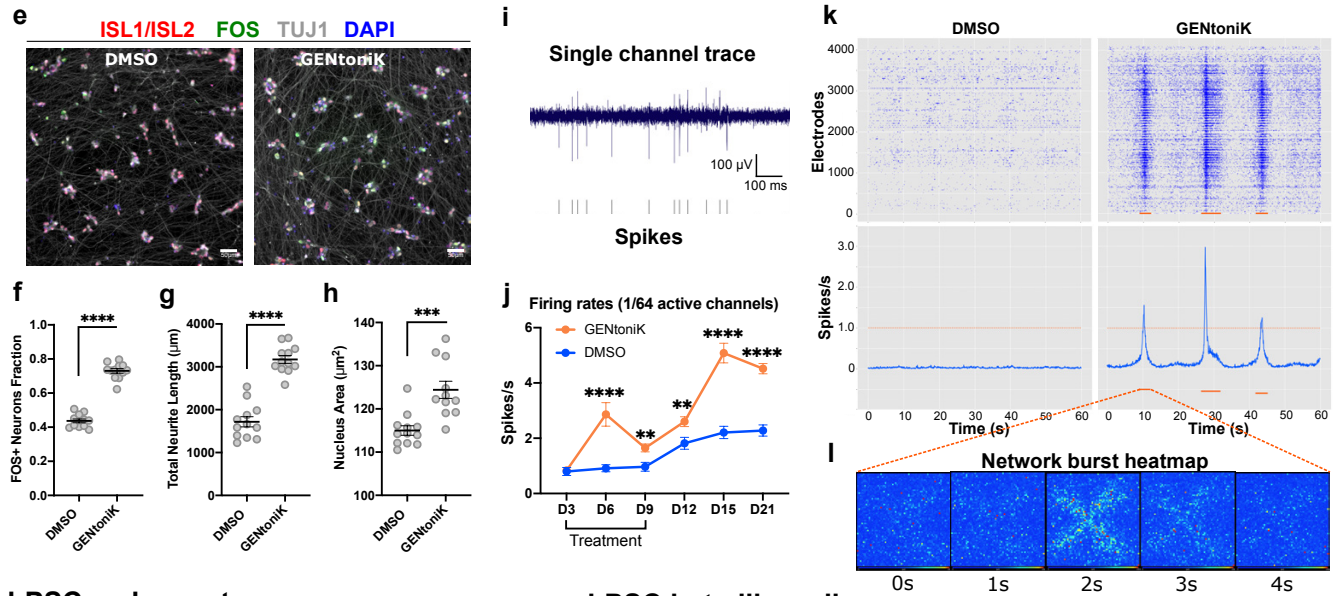 e
ISL1/ISL2 FOS TUJ1 DAPI
DMSO
GENtoniK
f
FOS+ Neurons Fraction
1.0
0.8
0.6
0.4
0.2
0.0
****
DMSO
GENtoniK
g
Total Neurite Length (μm)
4000
3000
2000
1000
0
****
DMSO
GENtoniK
h
Nucleus Area (μm²)
140
130
120
110
100
***
DMSO
GENtoniK
i
Single channel trace
100 μV
100 ms
Spikes
j
Firing rates (1/64 active channels)
GENtoniK
DMSO
Spikes/s
6
4
2
0
****
**
**
****
****
D3 D6 D9 D12 D15 D21
Treatment
k
DMSO
GENtoniK
Electrodes
4000
3000
2000
1000
0
Spikes/s
3.0
2.0
1.0
0
0 10 20 30 40 50 60
Time (s)
0 10 20 30 40 50 60
Time (s)
l
Network burst heatmap
0s 1s 2s 3s 4s